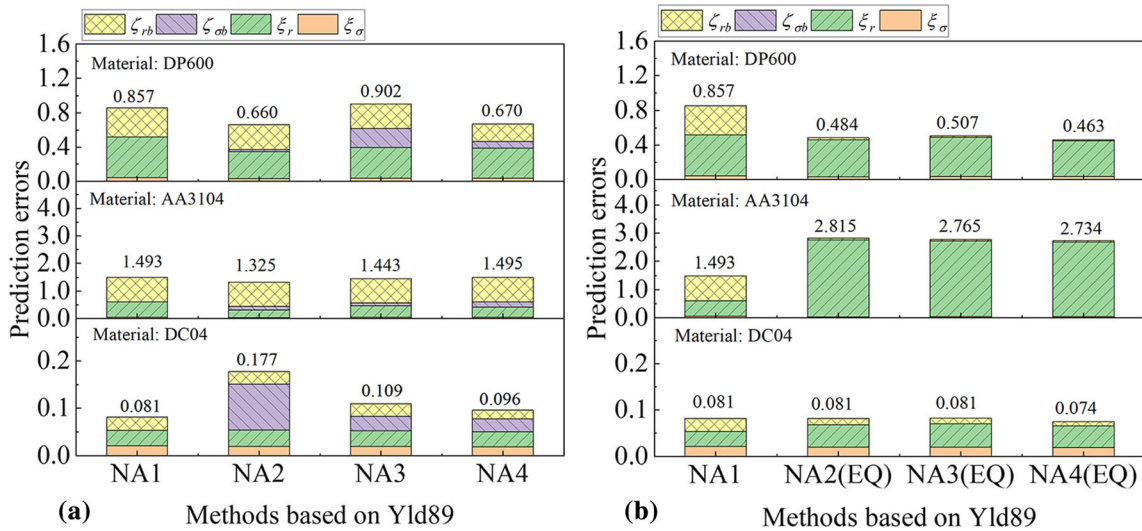 ζrb ζσb ξr ξσ
Prediction errors
1.6
1.2
0.8
0.4
0.0
Material: DP600
0.857 0.660 0.902 0.670
4.0
3.0
2.0
1.0
0.0
Material: AA3104
1.493 1.325 1.443 1.495
0.2
0.1
0.0
Material: DC04
0.081 0.177 0.109 0.096
NA1 NA2 NA3 NA4
(a) Methods based on Yld89
ζrb ζσb ξr ξσ
Prediction errors
1.6
1.2
0.8
0.4
0.0
Material: DP600
0.857 0.484 0.507 0.463
4.0
3.0
2.0
1.0
0.0
Material: AA3104
1.493 2.815 2.765 2.734
0.2
0.1
0.0
Material: DC04
0.081 0.081 0.081 0.074
NA1 NA2(EQ) NA3(EQ) NA4(EQ)
(b) Methods based on Yld89